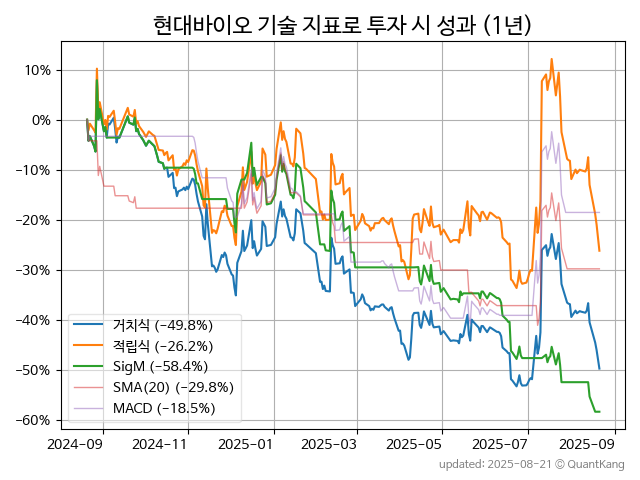 현대바이오 기술 지표로 투자 시 성과 (1년)
10%
0%
−10%
−20%
−30%
−40%
−50%
−60%
거치식 (−49.8%)
적립식 (−26.2%)
SigM (−58.4%)
SMA(20) (−29.8%)
MACD (−18.5%)
2024-09 2024-11 2025-01 2025-03 2025-05 2025-07 2025-09
updated: 2025-08-21 © QuantKang